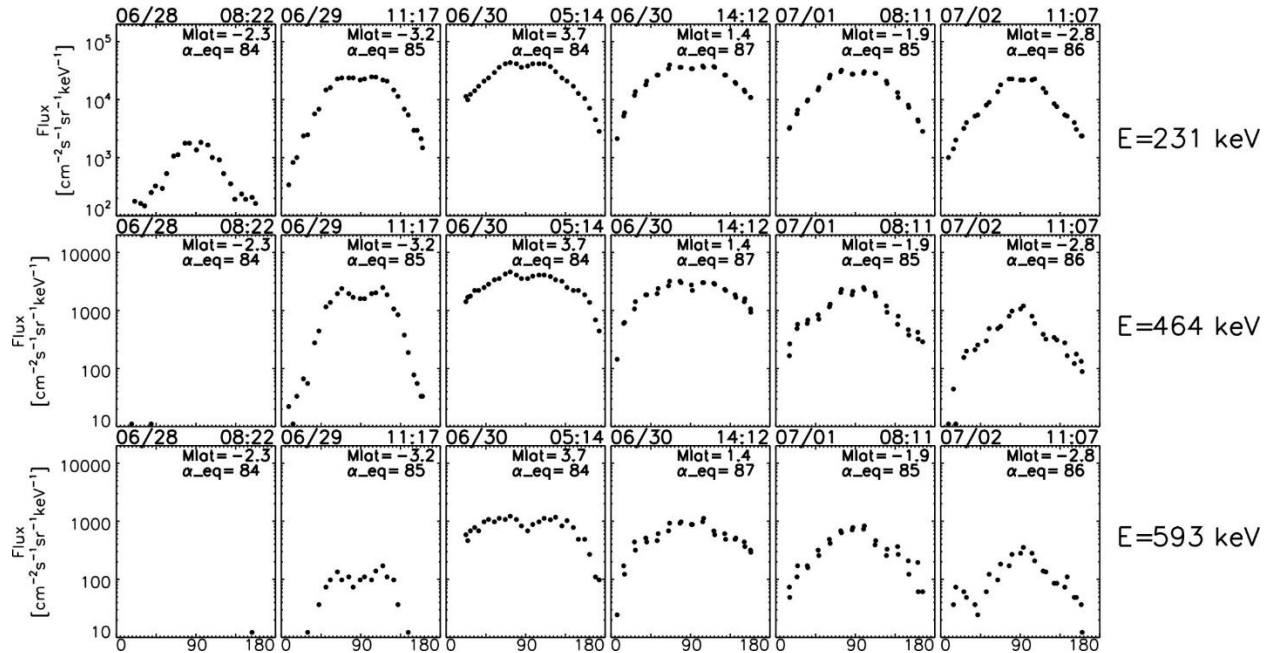 06/28 08:22 06/29 11:17 06/30 05:14 06/30 14:12 07/01 08:11 07/02 11:07
Mlat= −2.3 Mlat= −3.2 Mlat= 3.7 Mlat= 1.4 Mlat= −1.9 Mlat= −2.8
α_eq= 84 α_eq= 85 α_eq= 84 α_eq= 87 α_eq= 85 α_eq= 86
10⁵
10⁴
10³
10²
Flux
[cm⁻²s⁻¹sr⁻¹keV⁻¹]
E=231 keV
06/28 08:22 06/29 11:17 06/30 05:14 06/30 14:12 07/01 08:11 07/02 11:07
Mlat= −2.3 Mlat= −3.2 Mlat= 3.7 Mlat= 1.4 Mlat= −1.9 Mlat= −2.8
α_eq= 84 α_eq= 85 α_eq= 84 α_eq= 87 α_eq= 85 α_eq= 86
10000
1000
100
10
Flux
[cm⁻²s⁻¹sr⁻¹keV⁻¹]
E=464 keV
06/28 08:22 06/29 11:17 06/30 05:14 06/30 14:12 07/01 08:11 07/02 11:07
Mlat= −2.3 Mlat= −3.2 Mlat= 3.7 Mlat= 1.4 Mlat= −1.9 Mlat= −2.8
α_eq= 84 α_eq= 85 α_eq= 84 α_eq= 87 α_eq= 85 α_eq= 86
10000
1000
100
10
Flux
[cm⁻²s⁻¹sr⁻¹keV⁻¹]
E=593 keV
0 90 180 0 90 180 0 90 180 0 90 180 0 90 180 0 90 180